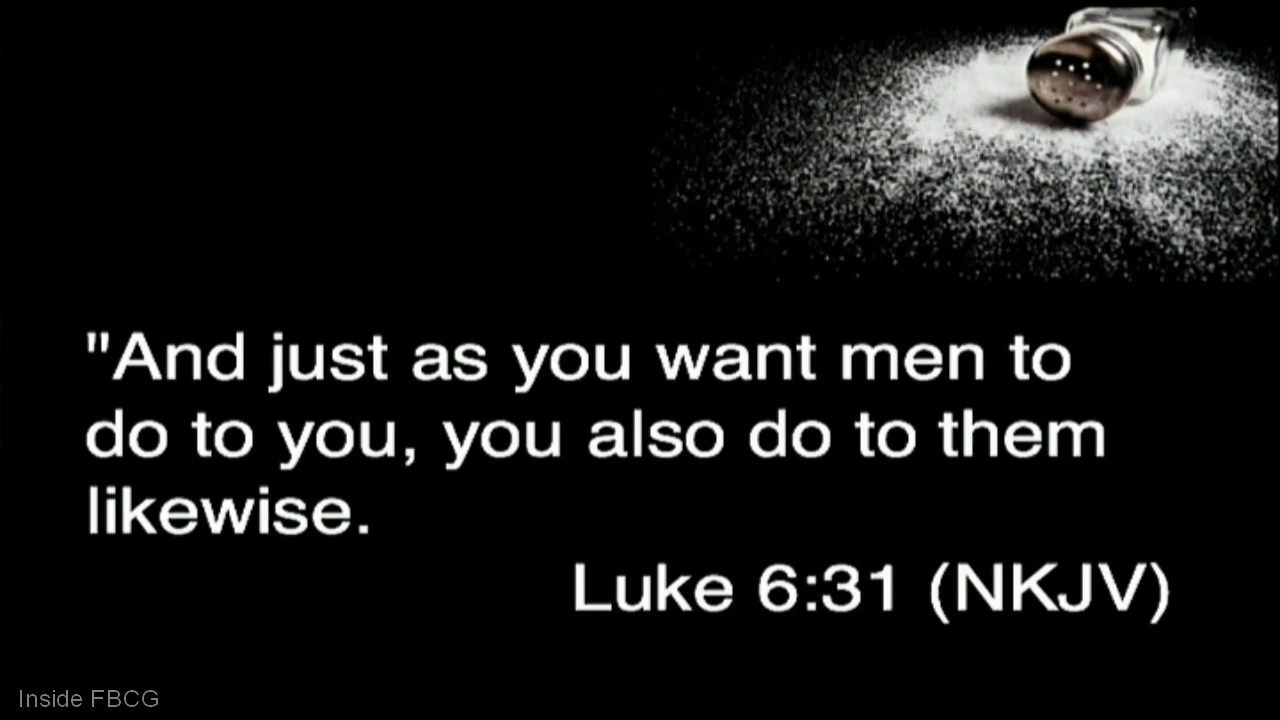 "And just as you want men to
do to you, you also do to them
likewise.
Luke 6:31 (NKJV)
Inside FBCG